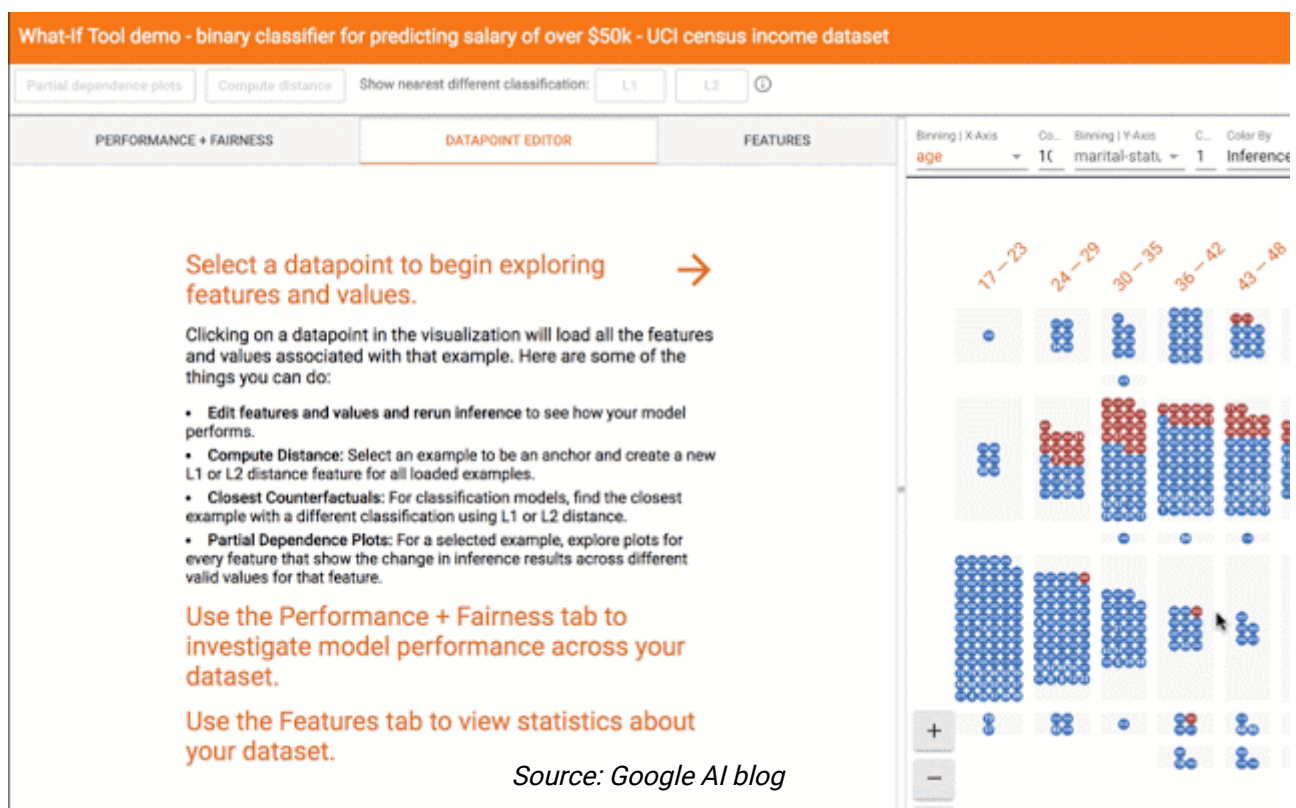 What-If Tool demo - binary classifier for predicting salary of over $50k - UCI census income dataset
Partial dependence plots Compute distance Show nearest different classification: L1 L2
PERFORMANCE + FAIRNESS DATAPOINT EDITOR FEATURES
Binning | X-Axis Co... Binning | Y-Axis C... Color By
age 10 marital-statu 1 Inference
17 – 23 24 – 29 30 – 35 36 – 42 43 – 48
Select a datapoint to begin exploring
features and values.
Clicking on a datapoint in the visualization will load all the features
and values associated with that example. Here are some of the
things you can do:
• Edit features and values and rerun inference to see how your model
performs.
• Compute Distance: Select an example to be an anchor and create a new
L1 or L2 distance feature for all loaded examples.
• Closest Counterfactuals: For classification models, find the closest
example with a different classification using L1 or L2 distance.
• Partial Dependence Plots: For a selected example, explore plots for
every feature that show the change in inference results across different
valid values for that feature.
Use the Performance + Fairness tab to
investigate model performance across your
dataset.
Use the Features tab to view statistics about
your dataset.
+
–
Source: Google AI blog